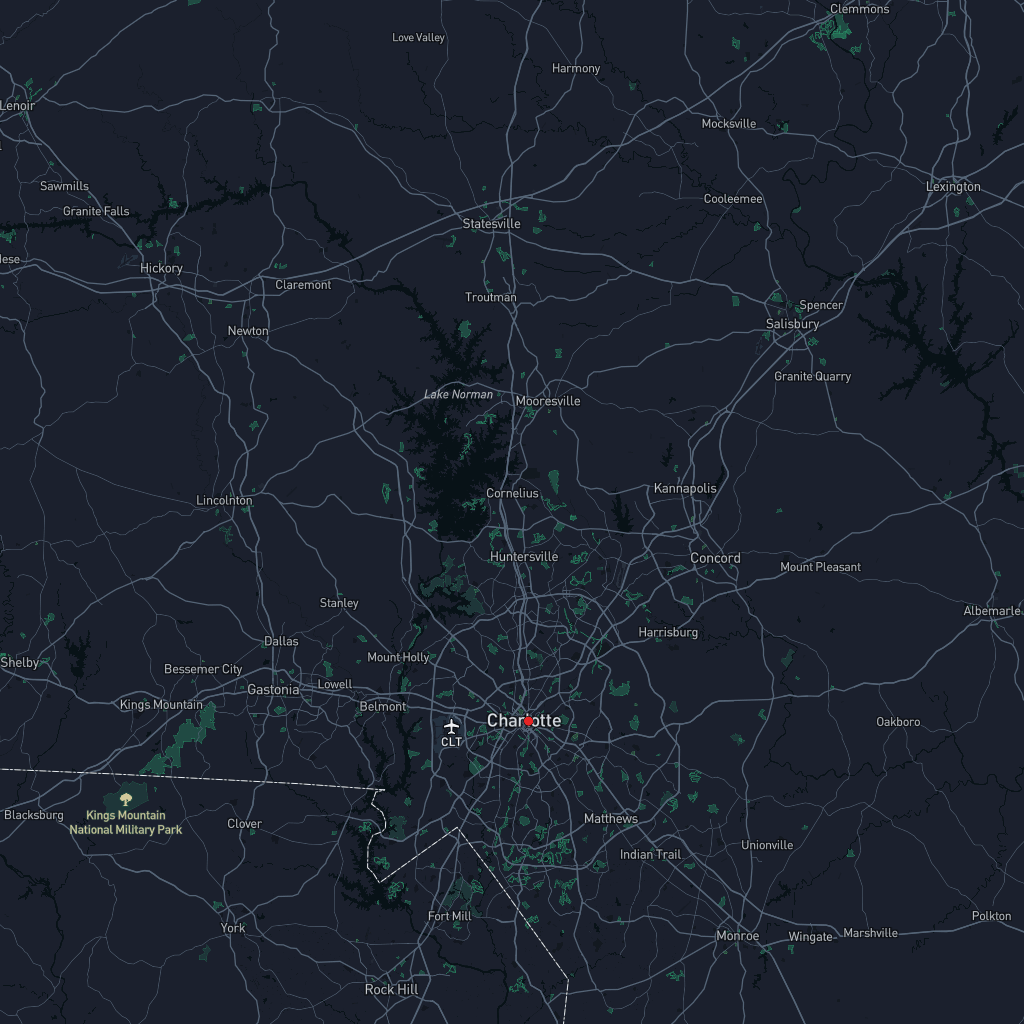 Clemmons
Love Valley
Harmony
Lenoir
Mocksville
Sawmills
Lexington
Granite Falls
Cooleemee
Statesville
Hickory
Claremont
Troutman
Spencer
Salisbury
Newton
Granite Quarry
Lake Norman
Mooresville
Kannapolis
Cornelius
Lincolnton
Huntersville
Concord
Mount Pleasant
Stanley
Albemarle
Harrisburg
Dallas
Mount Holly
Shelby
Bessemer City
Lowell
Gastonia
Kings Mountain
Belmont
Charlotte
Oakboro
CLT
Blacksburg
Kings Mountain
National Military Park
Clover
Matthews
Unionville
Indian Trail
Fort Mill
Polkton
York
Monroe
Wingate
Marshville
Rock Hill